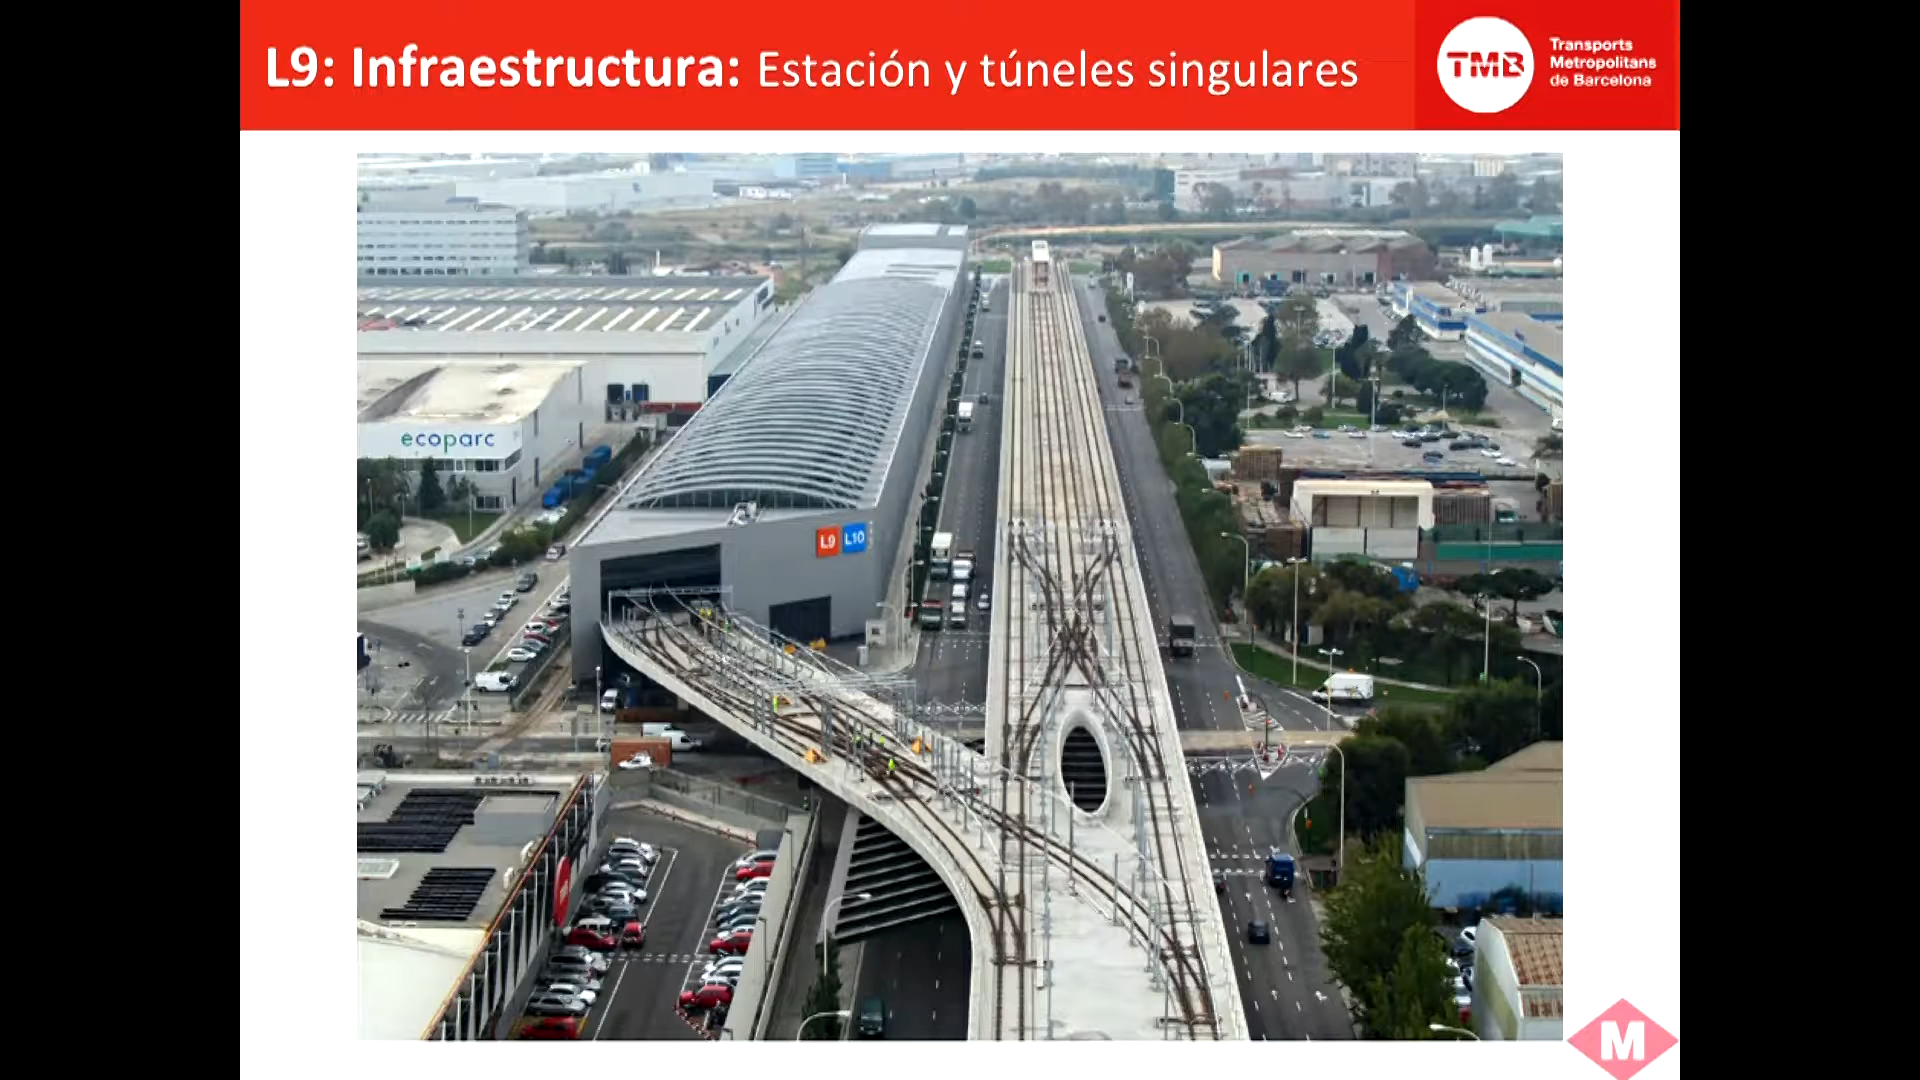 L9: Infraestructura: Estación y túneles singulares
TMB
Transports
Metropolitans
de Barcelona
ecoparc
L9 L10
M